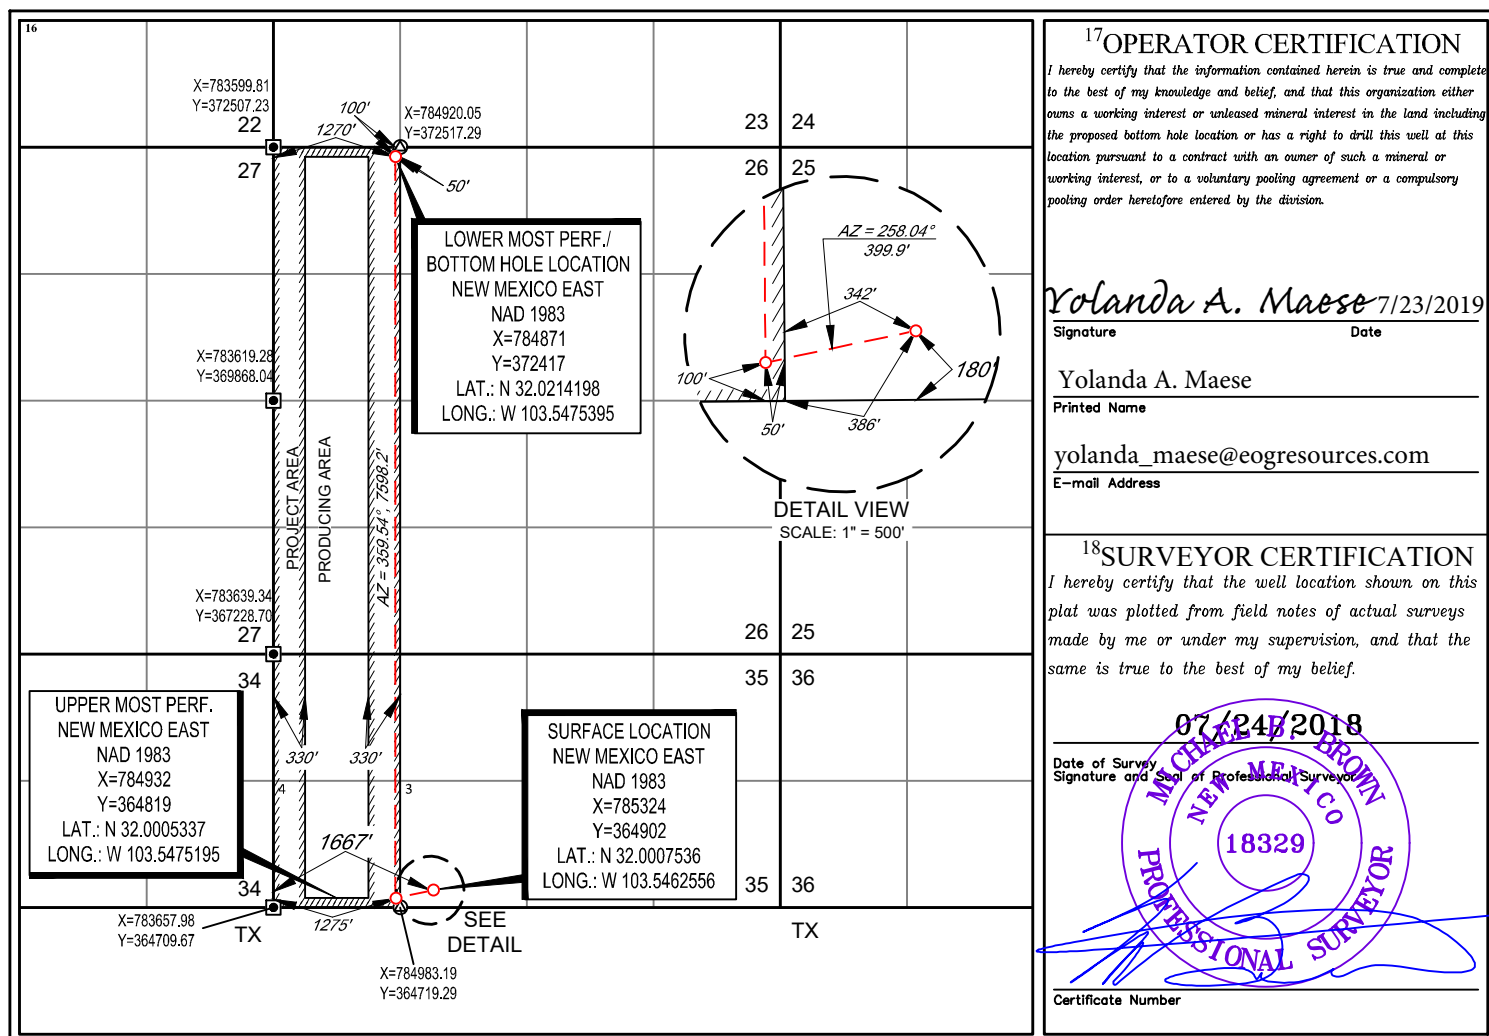 16
X=783599.81
Y=372507.23
22
27
100'
1270'
X=784920.05
Y=372517.29
50'
23
24
26
25
LOWER MOST PERF./
BOTTOM HOLE LOCATION
NEW MEXICO EAST
NAD 1983
X=784871
Y=372417
LAT.: N 32.0214198
LONG.: W 103.5475395
AZ = 258.04°
399.9'
342'
180'
100'
50'
386'
DETAIL VIEW
SCALE: 1" = 500'
X=783619.28
Y=369868.04
PROJECT AREA
PRODUCING AREA
AZ = 359.54°, 7598.2'
X=783639.34
Y=367228.70
27
34
26
25
35
36
UPPER MOST PERF.
NEW MEXICO EAST
NAD 1983
X=784932
Y=364819
LAT.: N 32.0005337
LONG.: W 103.5475195
330'
330'
4
3
1667'
SURFACE LOCATION
NEW MEXICO EAST
NAD 1983
X=785324
Y=364902
LAT.: N 32.0007536
LONG.: W 103.5462556
34
35
36
X=783657.98
Y=364709.67
TX
1275'
SEE
DETAIL
TX
X=784983.19
Y=364719.29
17OPERATOR CERTIFICATION
I hereby certify that the information contained herein is true and complete
to the best of my knowledge and belief, and that this organization either
owns a working interest or unleased mineral interest in the land including
the proposed bottom hole location or has a right to drill this well at this
location pursuant to a contract with an owner of such a mineral or
working interest, or to a voluntary pooling agreement or a compulsory
pooling order heretofore entered by the division.
Yolanda A. Maese 7/23/2019
Signature Date
Yolanda A. Maese
Printed Name
yolanda_maese@eogresources.com
E-mail Address
18SURVEYOR CERTIFICATION
I hereby certify that the well location shown on this
plat was plotted from field notes of actual surveys
made by me or under my supervision, and that the
same is true to the best of my belief.
07/24/2018
Date of Survey
Signature and Seal of Professional Surveyor
MICHAEL B. BROWN
NEW MEXICO
18329
PROFESSIONAL SURVEYOR
Certificate Number